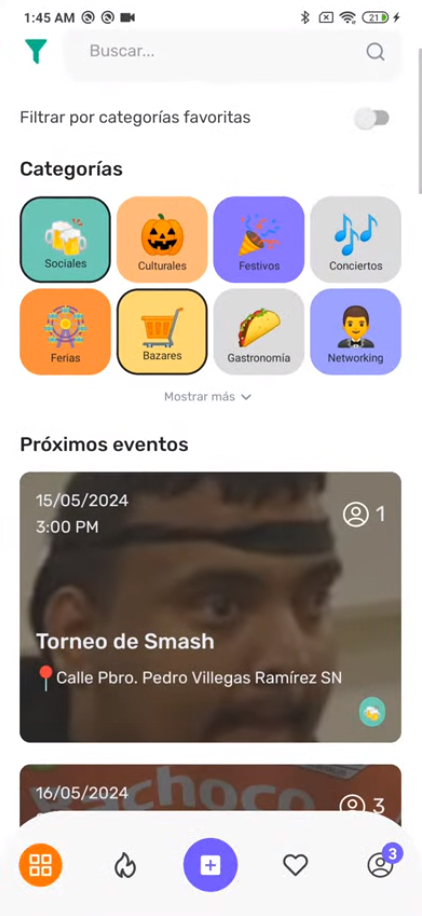 1:45 AM 21
Buscar...
Filtrar por categorías favoritas
Categorías
Sociales Culturales Festivos Conciertos
Ferias Bazares Gastronomía Networking
Mostrar más
Próximos eventos
15/05/2024 1
3:00 PM
Torneo de Smash
Calle Pbro. Pedro Villegas Ramírez SN
16/05/2024 3
pachoco
3